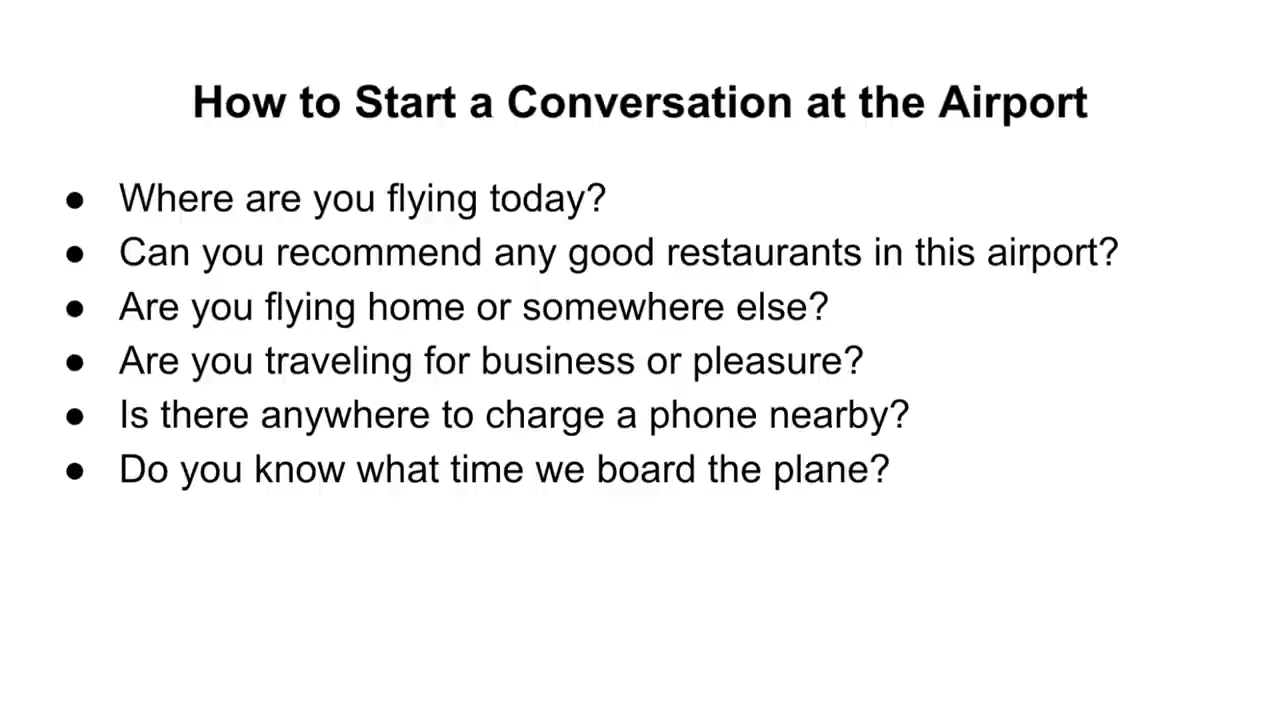 How to Start a Conversation at the Airport
● Where are you flying today?
● Can you recommend any good restaurants in this airport?
● Are you flying home or somewhere else?
● Are you traveling for business or pleasure?
● Is there anywhere to charge a phone nearby?
● Do you know what time we board the plane?